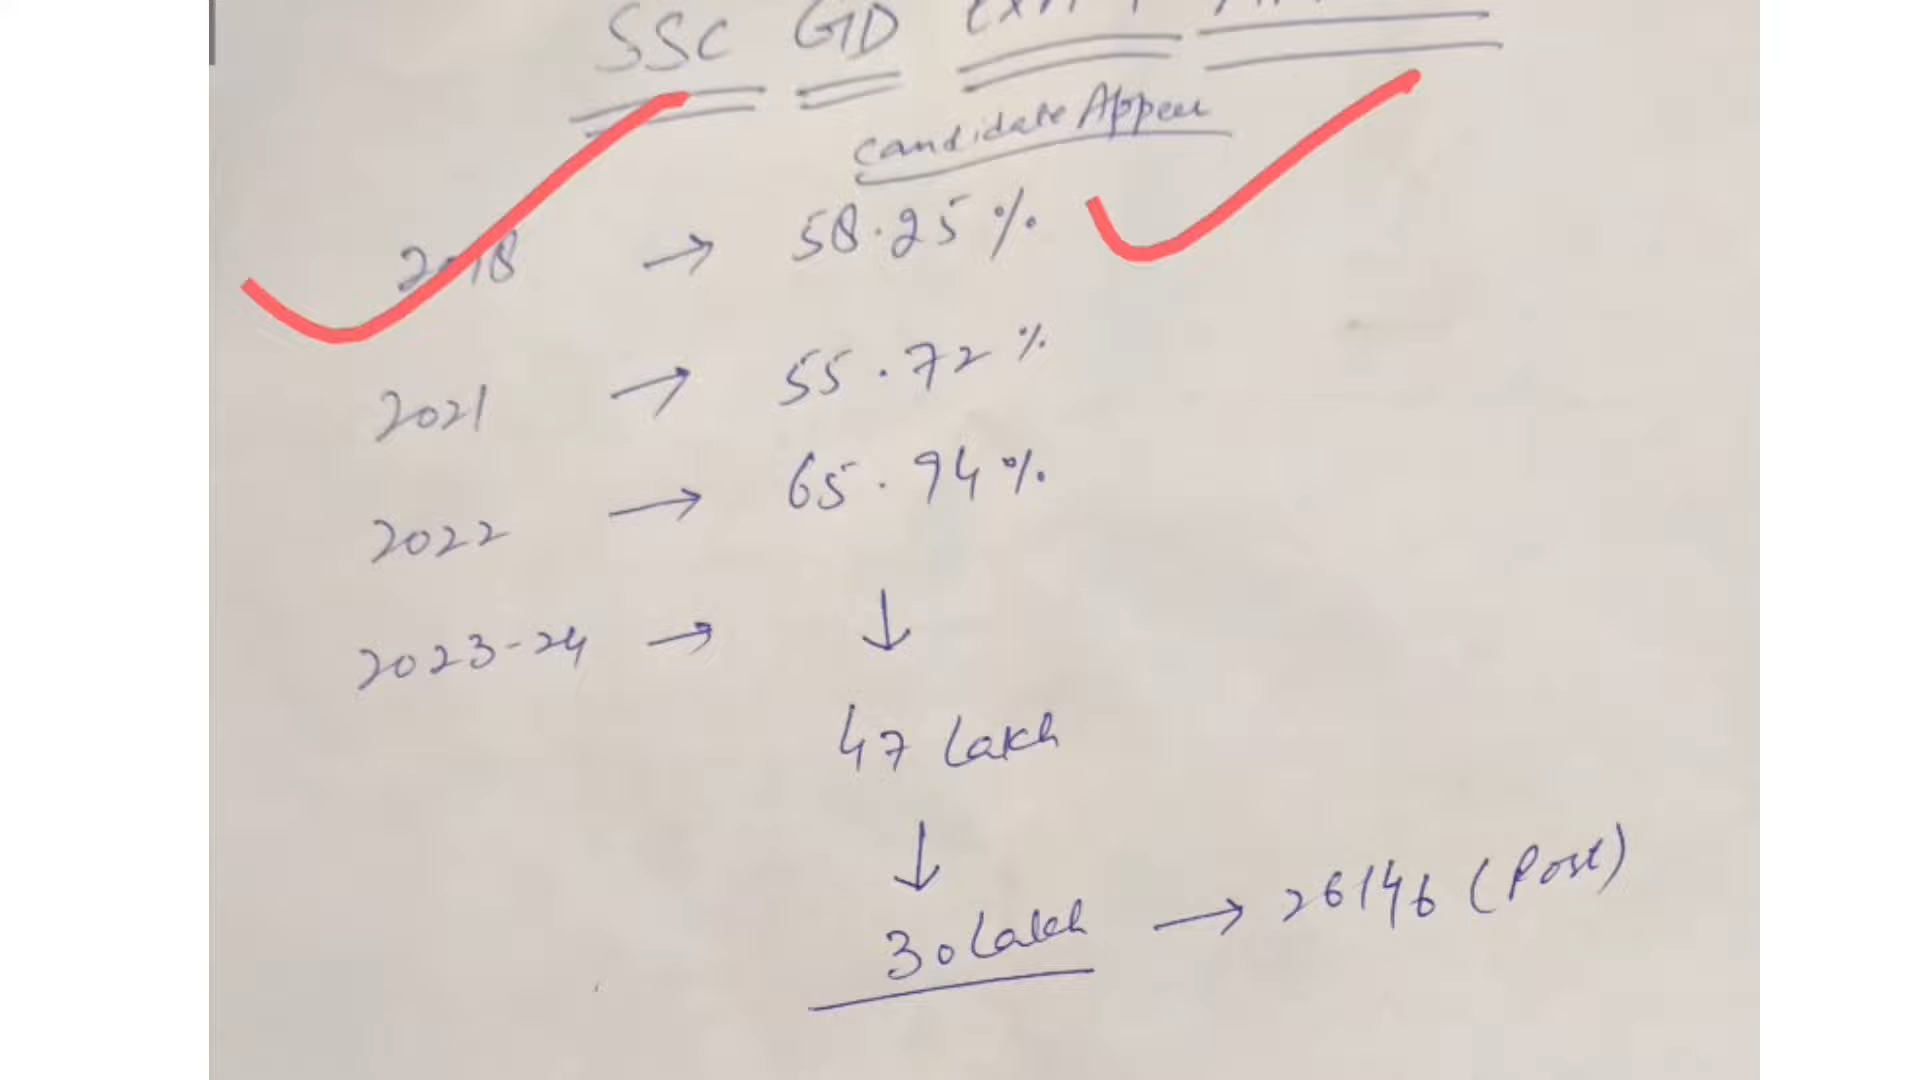 SSC GD
Candidate Appear
2018 → 58.25%
2021 → 55.72%
2022 → 65.94%
2023-24 → ↓
47 Lakh
↓
30 Lakh → 26146 (Post)